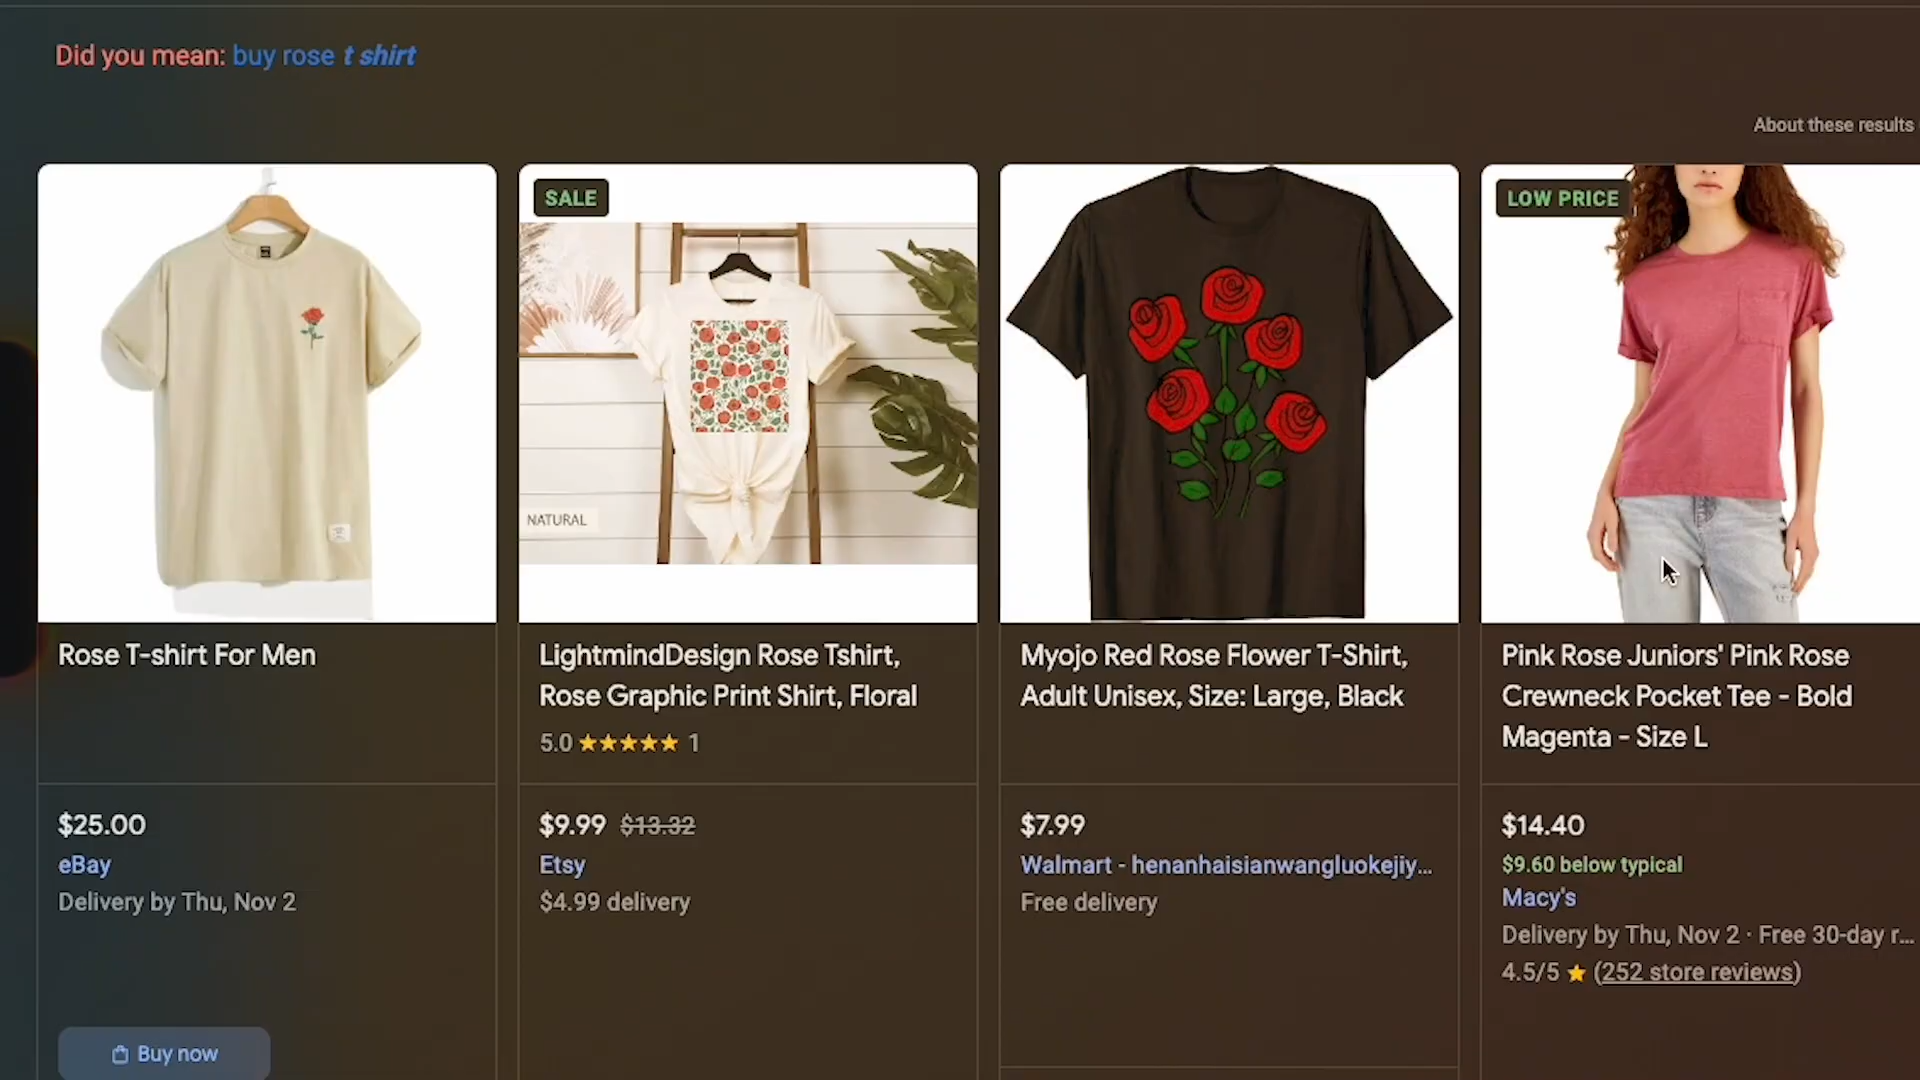 Did you mean: buy rose t shirt
About these results
SALE
NATURAL
LOW PRICE
Rose T-shirt For Men
$25.00
eBay
Delivery by Thu, Nov 2
Buy now
LightmindDesign Rose Tshirt,
Rose Graphic Print Shirt, Floral
5.0 ★★★★★ 1
$9.99 $13.32
Etsy
$4.99 delivery
Myojo Red Rose Flower T-Shirt,
Adult Unisex, Size: Large, Black
$7.99
Walmart - henanhaisianwangluokejiy...
Free delivery
Pink Rose Juniors' Pink Rose
Crewneck Pocket Tee - Bold
Magenta - Size L
$14.40
$9.60 below typical
Macy's
Delivery by Thu, Nov 2 · Free 30-day r...
4.5/5 ★ (252 store reviews)